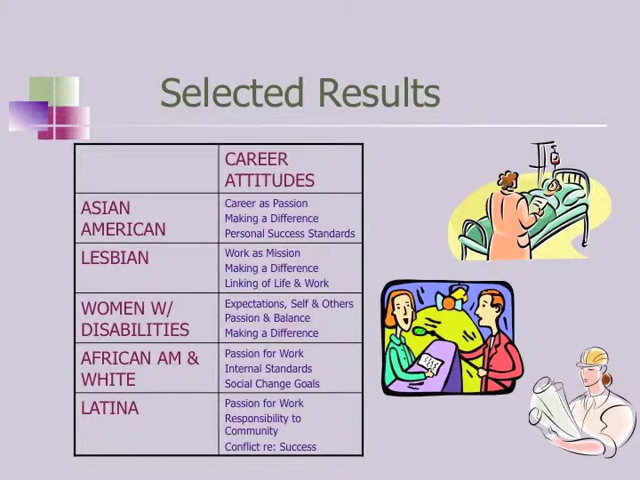 Selected Results
CAREER
ATTITUDES
ASIAN
AMERICAN
Career as Passion
Making a Difference
Personal Success Standards
LESBIAN
Work as Mission
Making a Difference
Linking of Life & Work
WOMEN W/
DISABILITIES
Expectations, Self & Others
Passion & Balance
Making a Difference
AFRICAN AM &
WHITE
Passion for Work
Internal Standards
Social Change Goals
LATINA
Passion for Work
Responsibility to
Community
Conflict re: Success